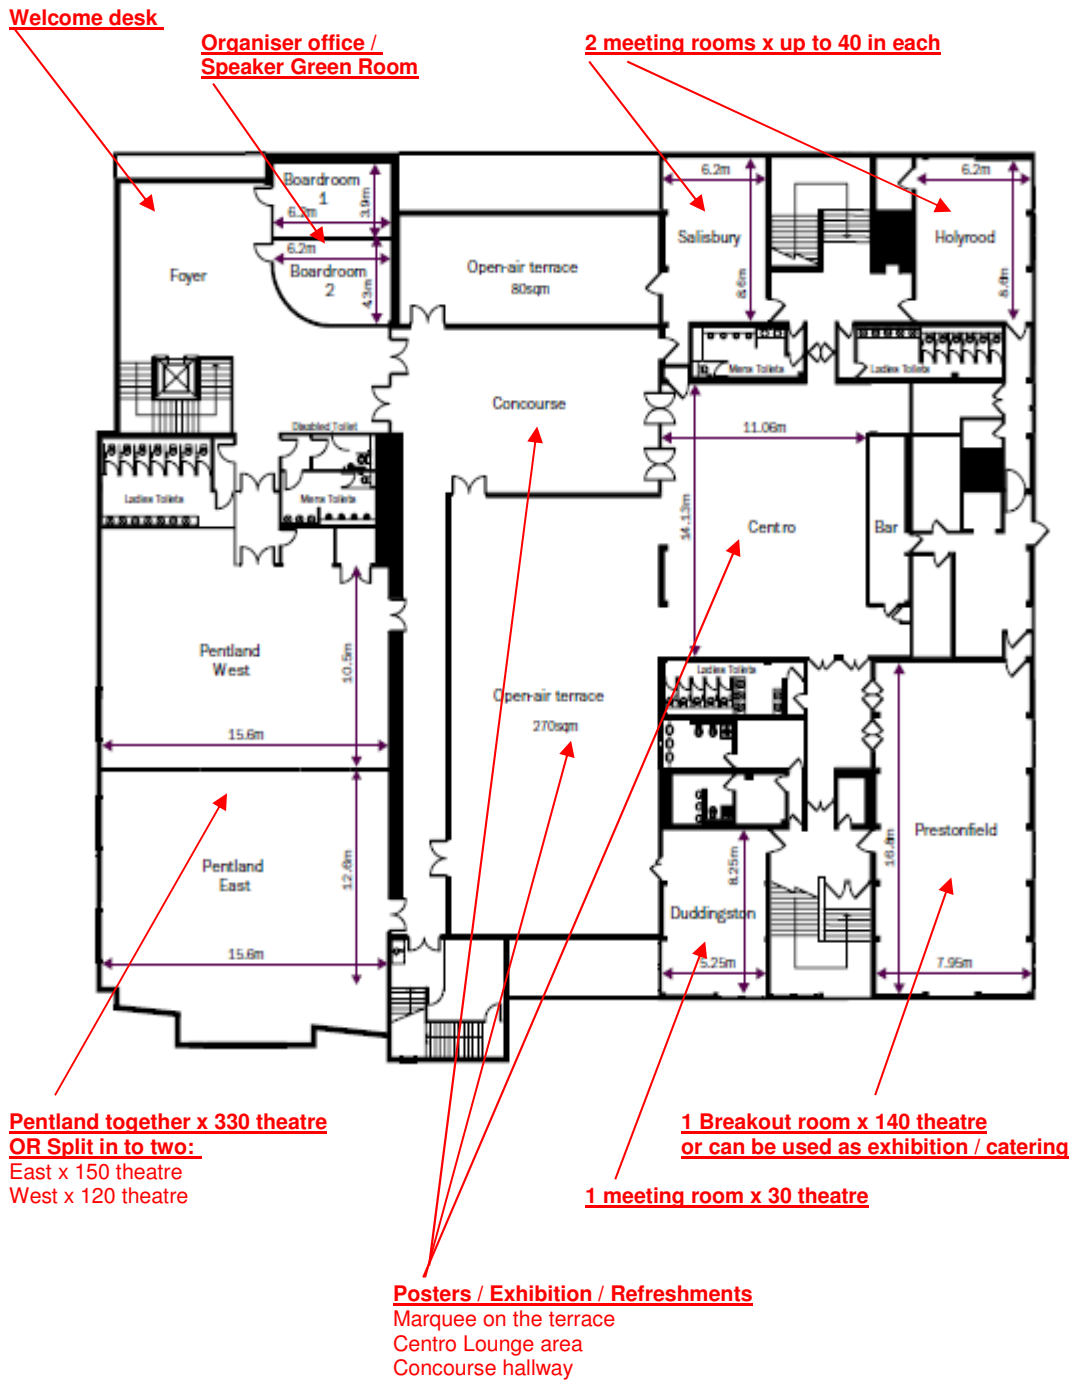 Welcome desk
Organiser office /
Speaker Green Room
2 meeting rooms x up to 40 in each
Boardroom
1
6.2m
3.9m
6.2m
Boardroom
2
4.3m
Foyer
Open-air terrace
80sqm
6.2m
Salisbury
8.6m
6.2m
Holyrood
8.6m
Mens Toilets
Ladies Toilets
Concourse
Disabled Toilet
11.06m
Ladies Toilets
Mens Toilets
14.13m
Centro
Bar
Pentland
West
10.5m
15.6m
Ladies Toilets
Open-air terrace
270sqm
Pentland
East
12.6m
15.6m
8.25m
Duddingston
5.25m
Prestonfield
16.8m
7.95m
Pentland together x 330 theatre
OR Split in to two:
East x 150 theatre
West x 120 theatre
1 Breakout room x 140 theatre
or can be used as exhibition / catering
1 meeting room x 30 theatre
Posters / Exhibition / Refreshments
Marquee on the terrace
Centro Lounge area
Concourse hallway